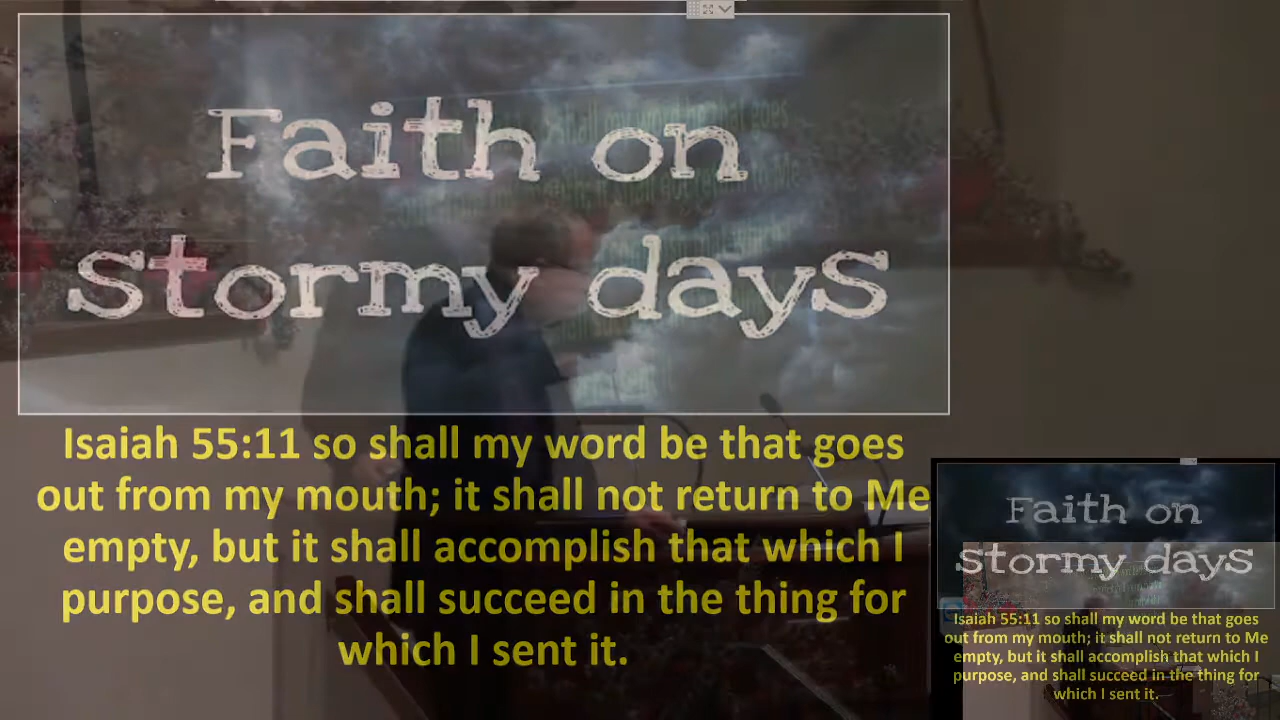 Faith on
stormy days
Isaiah 55:11 so shall my word be that goes
out from my mouth; it shall not return to Me
empty, but it shall accomplish that which I
purpose, and shall succeed in the thing for
which I sent it.
Faith on
stormy days
Isaiah 55:11 so shall my word be that goes
out from my mouth; it shall not return to Me
empty, but it shall accomplish that which I
purpose, and shall succeed in the thing for
which I sent it.